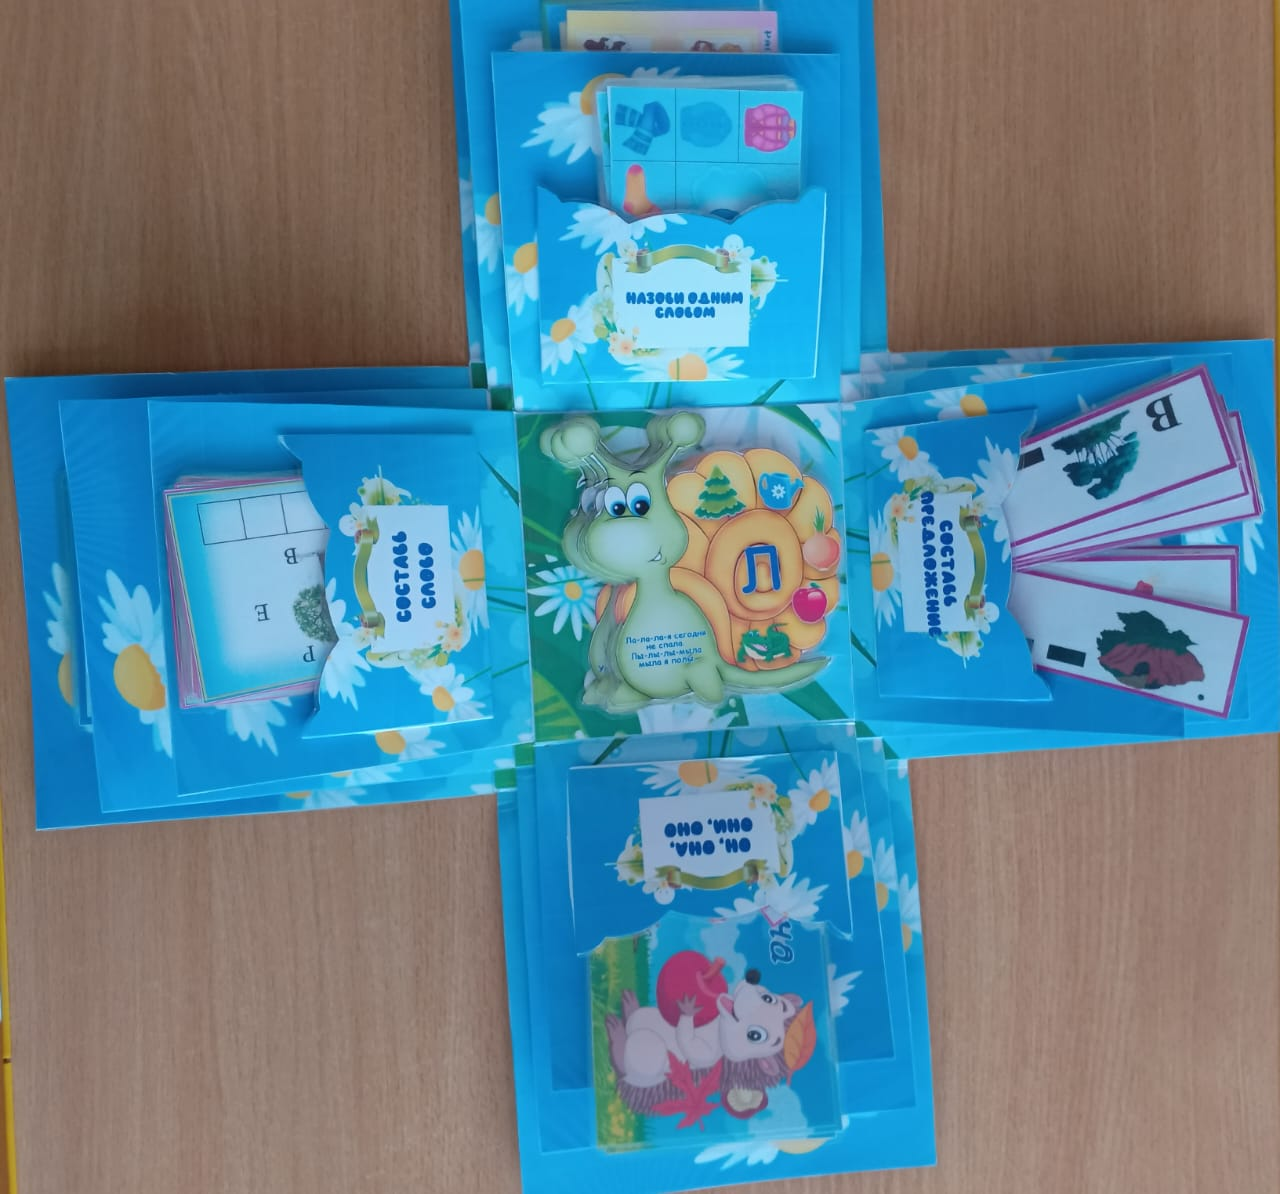 НАЗОВИ ОДНИМ
СЛОВОМ
СОСТАВЬ
СЛОВО
В
Е
Р
Л
Ла-ла-ла-я сегодня
не спала
Лы-лы-лы-мыла
мыла я полы
СОСТАВЬ
ПРЕДЛОЖЕНИЕ
В
ОН, ОНА,
ОНИ, ОНО